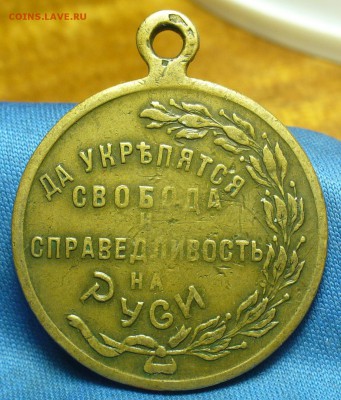 COINS.LAVE.RU
ДА УКРѢПЯТСЯ
СВОБОДА
И
СПРАВЕДЛИВОСТЬ
НА
РУСИ